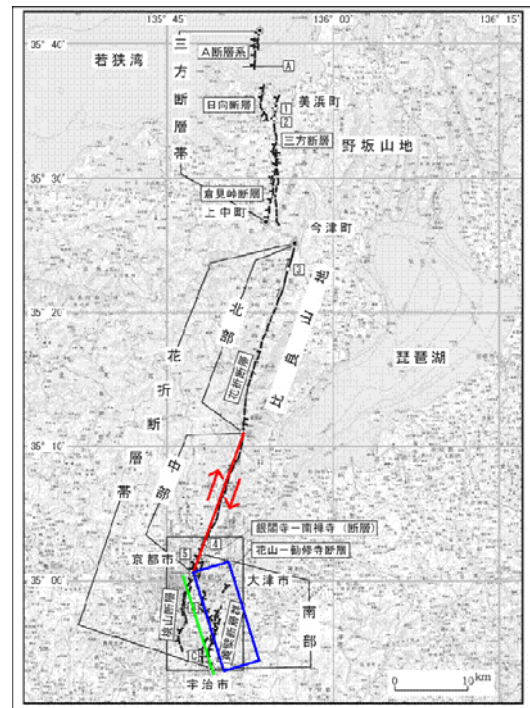 135°45′
136°00′
136°15′
35°40′
若狭湾
三方断層帯
A断層系
A
日向断層
美浜町
1
2
三方断層
野坂山地
35°30′
倉見峠断層
上中町
今津町
3
35°20′
北部
花折断層
比良山地
琵琶湖
花折断層帯
35°10′
中部
銀閣寺－南禅寺(断層)
花山－勧修寺断層
京都市
5
4
35°00′
大津市
南部
C
宇治市
0
10km